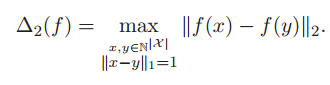 Δ₂(f) = max ‖f(x) − f(y)‖₂.
x,y∈ℕ^|𝒳|
‖x−y‖₁=1